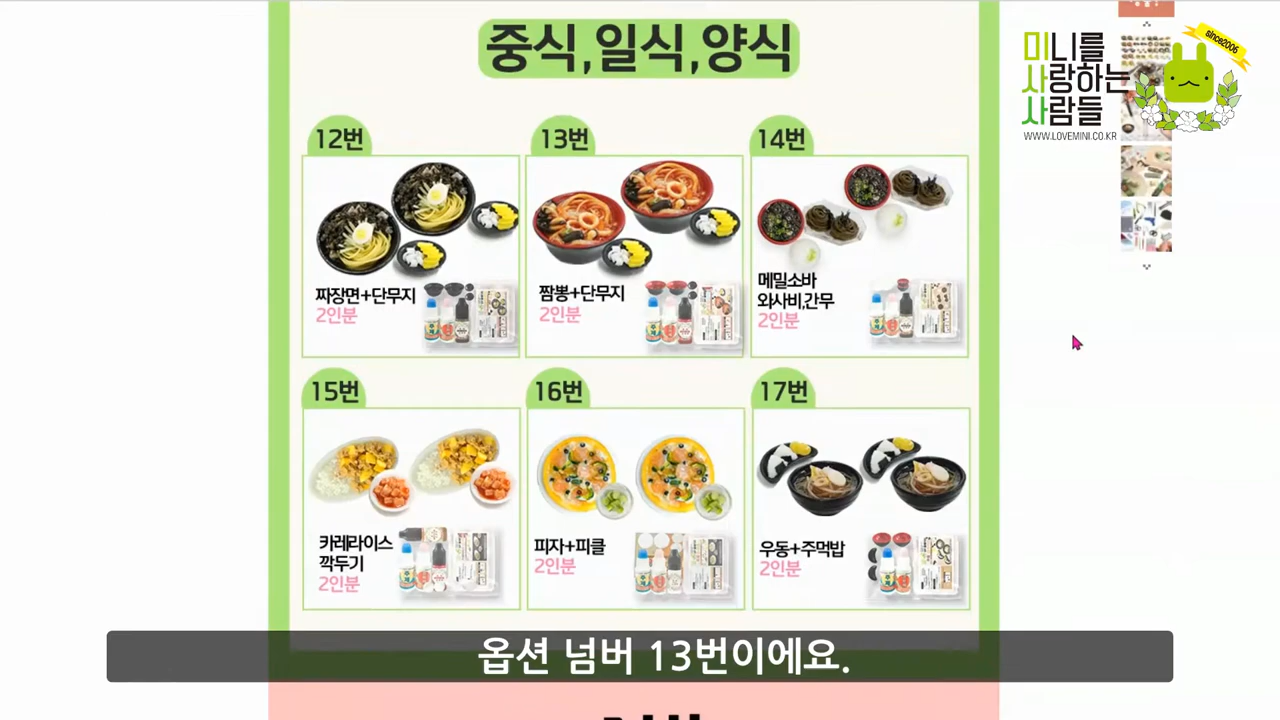 중식,일식,양식
미니를
사랑하는
사람들
since2006
WWW.LOVEMINI.CO.KR
12번
13번
14번
짜장면+단무지
2인분
짬뽕+단무지
2인분
메밀소바
와사비,간무
2인분
15번
16번
17번
카레라이스
깍두기
2인분
피자+피클
2인분
우동+주먹밥
2인분
옵션 넘버 13번이에요.